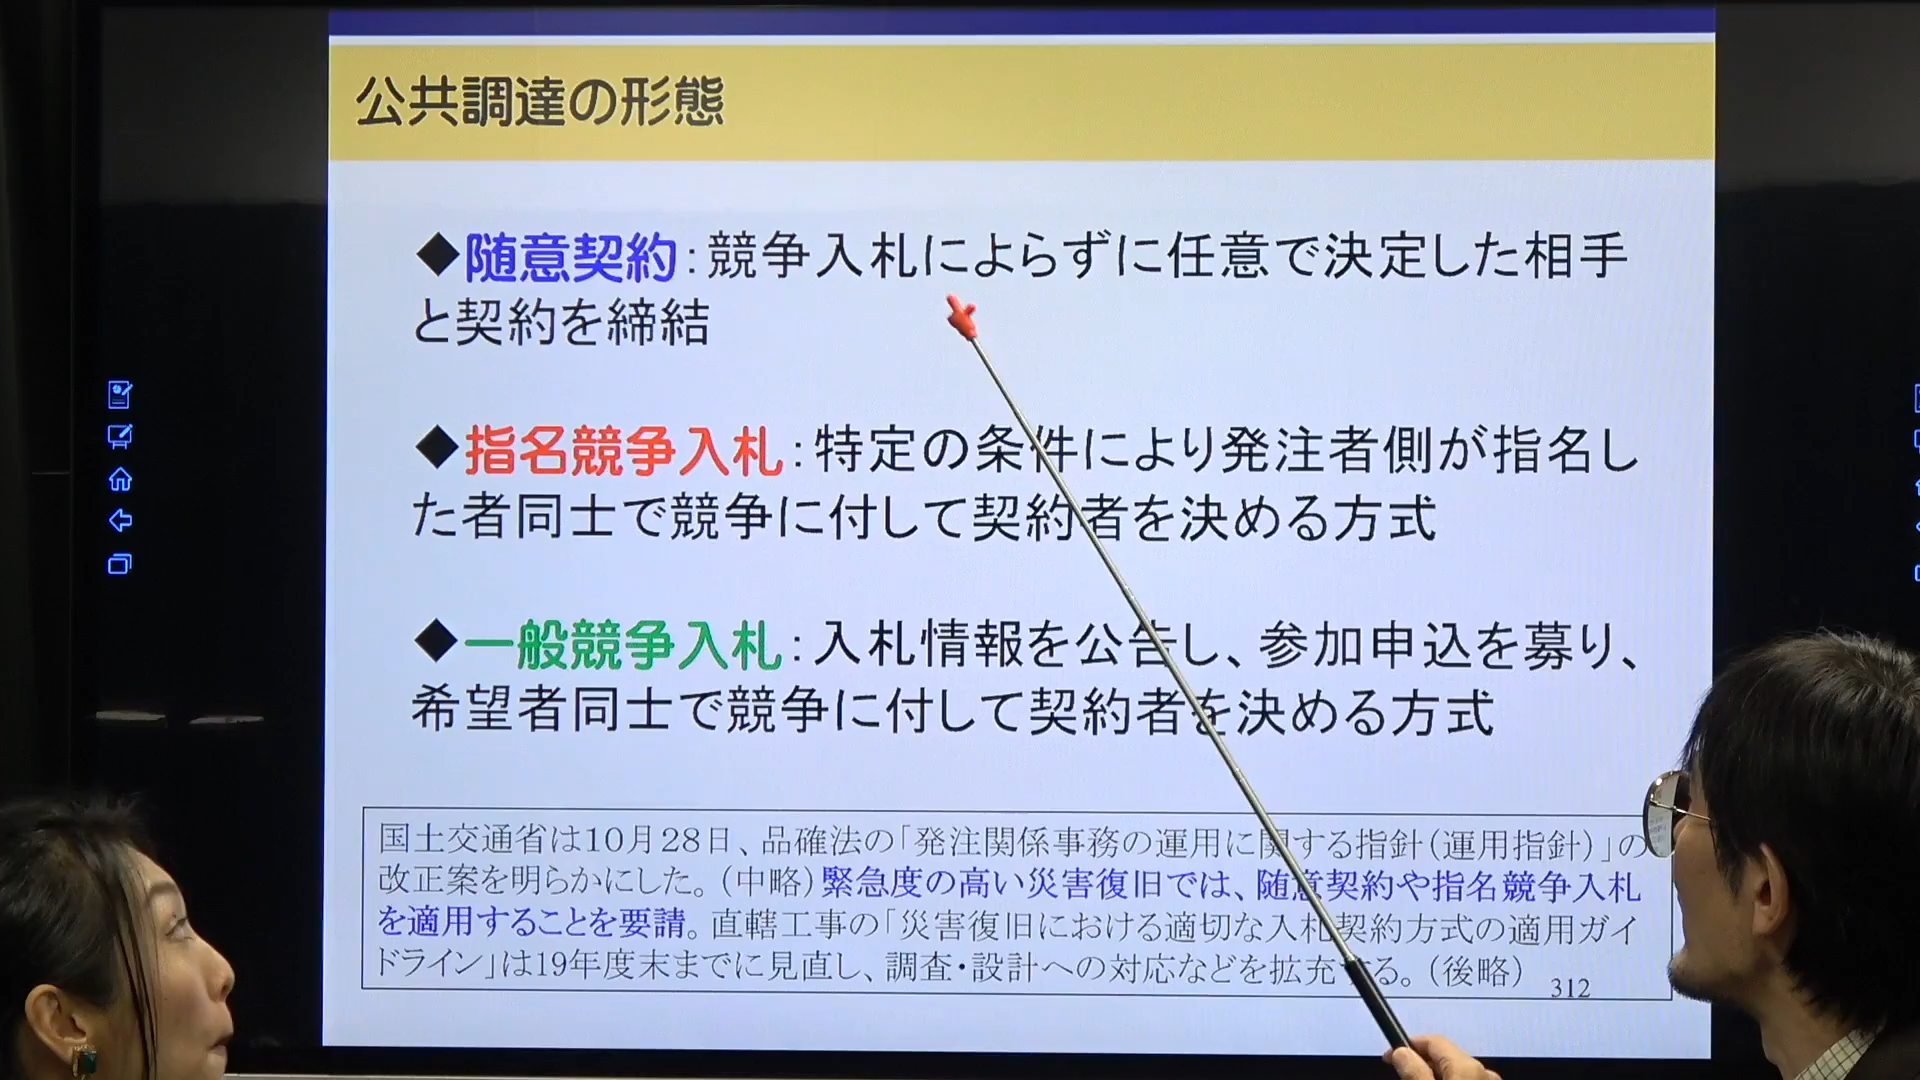 公共調達の形態
◆随意契約：競争入札によらずに任意で決定した相手
と契約を締結
◆指名競争入札：特定の条件により発注者側が指名し
た者同士で競争に付して契約者を決める方式
◆一般競争入札：入札情報を公告し、参加申込を募り、
希望者同士で競争に付して契約者を決める方式
国土交通省は10月28日、品確法の「発注関係事務の運用に関する指針（運用指針）」の
改正案を明らかにした。（中略）緊急度の高い災害復旧では、随意契約や指名競争入札
を適用することを要請。直轄工事の「災害復旧における適切な入札契約方式の適用ガイ
ドライン」は19年度末までに見直し、調査・設計への対応などを拡充する。（後略）
312